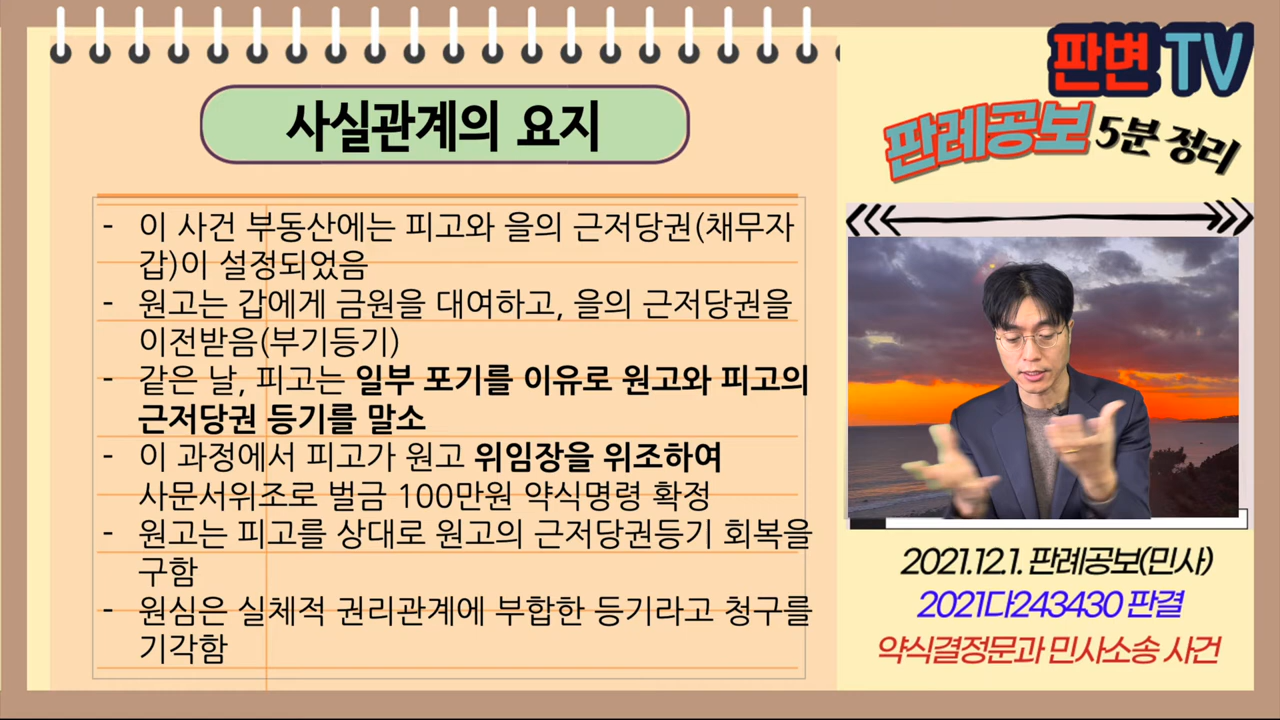 사실관계의 요지
- 이 사건 부동산에는 피고와 을의 근저당권(채무자
갑)이 설정되었음
- 원고는 갑에게 금원을 대여하고, 을의 근저당권을
이전받음(부기등기)
- 같은 날, 피고는 일부 포기를 이유로 원고와 피고의
근저당권 등기를 말소
- 이 과정에서 피고가 원고 위임장을 위조하여
사문서위조로 벌금 100만원 약식명령 확정
- 원고는 피고를 상대로 원고의 근저당권등기 회복을
구함
- 원심은 실체적 권리관계에 부합한 등기라고 청구를
기각함
판변 TV
판례공보 5분 정리
2021.12.1. 판례공보(민사)
2021다243430 판결
약식결정문과 민사소송 사건